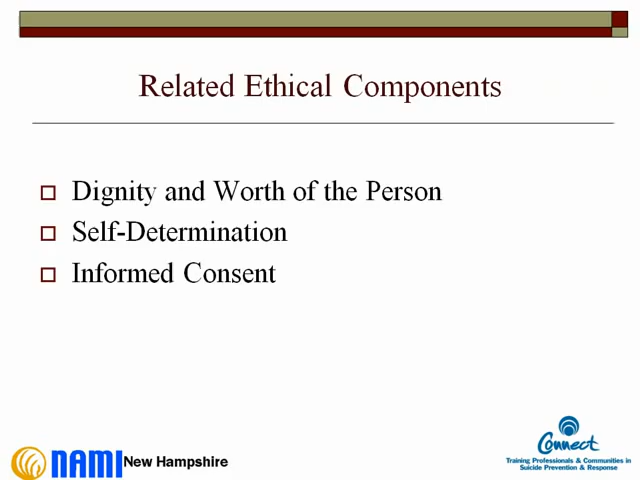 Related Ethical Components
Dignity and Worth of the Person
Self-Determination
Informed Consent
NAMI New Hampshire
Connect
Training Professionals & Communities in
Suicide Prevention & Response